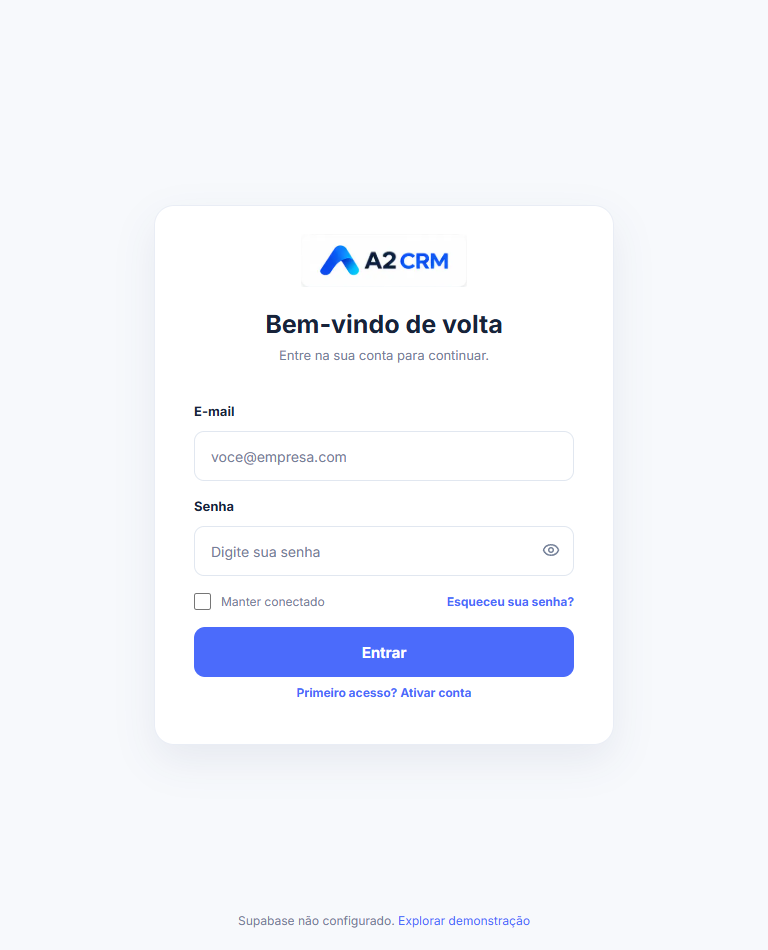 A2 CRM
Bem-vindo de volta
Entre na sua conta para continuar.
E-mail
voce@empresa.com
Senha
Digite sua senha
Manter conectado Esqueceu sua senha?
Entrar
Primeiro acesso? Ativar conta
Supabase não configurado. Explorar demonstração